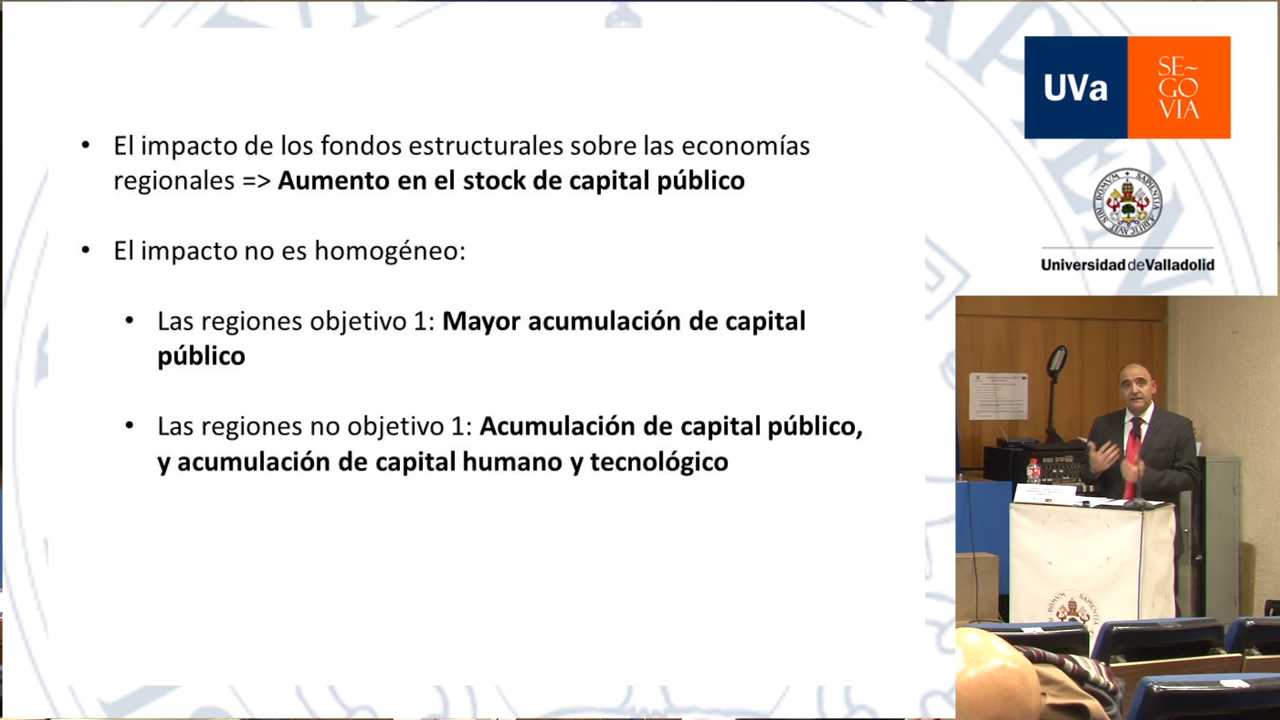 • El impacto de los fondos estructurales sobre las economías
regionales => Aumento en el stock de capital público
• El impacto no es homogéneo:
• Las regiones objetivo 1: Mayor acumulación de capital
público
• Las regiones no objetivo 1: Acumulación de capital público,
y acumulación de capital humano y tecnológico
UVa
SE~
GO
VIA
Universidad de Valladolid